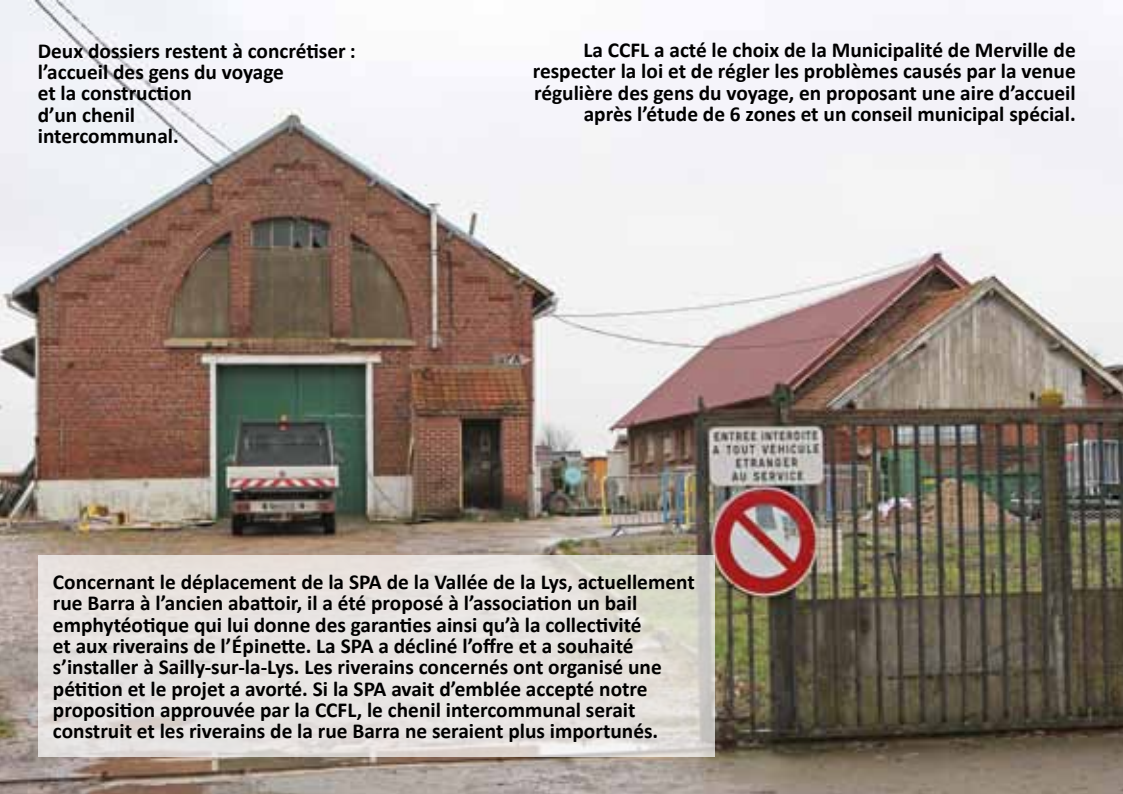 Deux dossiers restent à concrétiser :
l’accueil des gens du voyage
et la construction
d’un chenil
intercommunal.
La CCFL a acté le choix de la Municipalité de Merville de
respecter la loi et de régler les problèmes causés par la venue
régulière des gens du voyage, en proposant une aire d’accueil
après l’étude de 6 zones et un conseil municipal spécial.
ENTREE INTERDITE
A TOUT VEHICULE
ETRANGER
AU SERVICE
Concernant le déplacement de la SPA de la Vallée de la Lys, actuellement
rue Barra à l’ancien abattoir, il a été proposé à l’association un bail
emphytéotique qui lui donne des garanties ainsi qu’à la collectivité
et aux riverains de l’Épinette. La SPA a décliné l’offre et a souhaité
s’installer à Sailly-sur-la-Lys. Les riverains concernés ont organisé une
pétition et le projet a avorté. Si la SPA avait d’emblée accepté notre
proposition approuvée par la CCFL, le chenil intercommunal serait
construit et les riverains de la rue Barra ne seraient plus importunés.